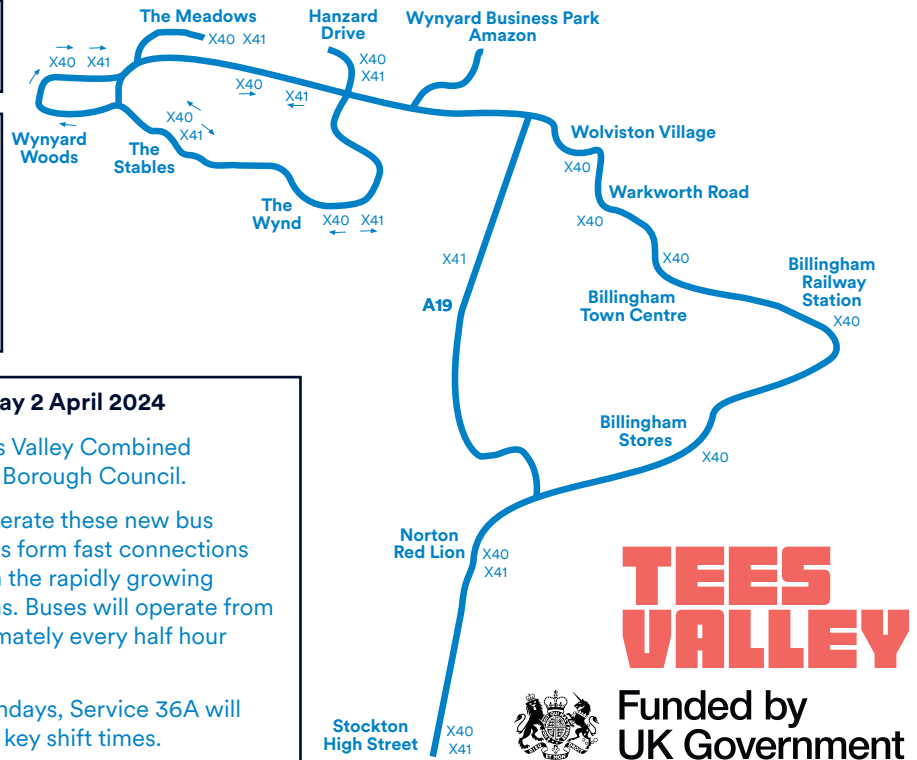 The Meadows
X40 X41
Hanzard
Drive
X40
X41
Wynyard Business Park
Amazon
X40 X41
X40
X41
Wynyard
Woods
X40
X41
The
Stables
The
Wynd
X40 X41
Wolviston Village
X40
Warkworth Road
X40
X40
Billingham
Town Centre
Billingham
Railway
Station
X40
X41
A19
Billingham
Stores
X40
Norton
Red Lion
X40
X41
Stockton
High Street
X40
X41
ay 2 April 2024
s Valley Combined
Borough Council.
erate these new bus
s form fast connections
the rapidly growing
s. Buses will operate from
mately every half hour
ndays, Service 36A will
key shift times.
TEES
VALLEY
Funded by
UK Government